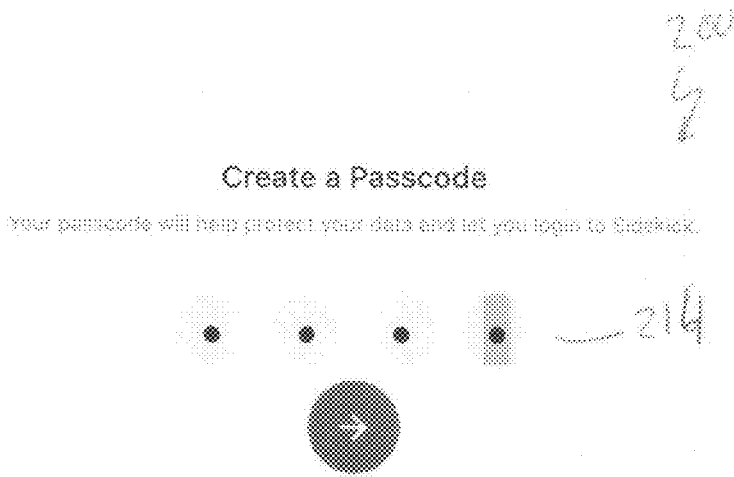 200
Create a Passcode
Your passcode will help protect your data and let you login to Sidekick.
214